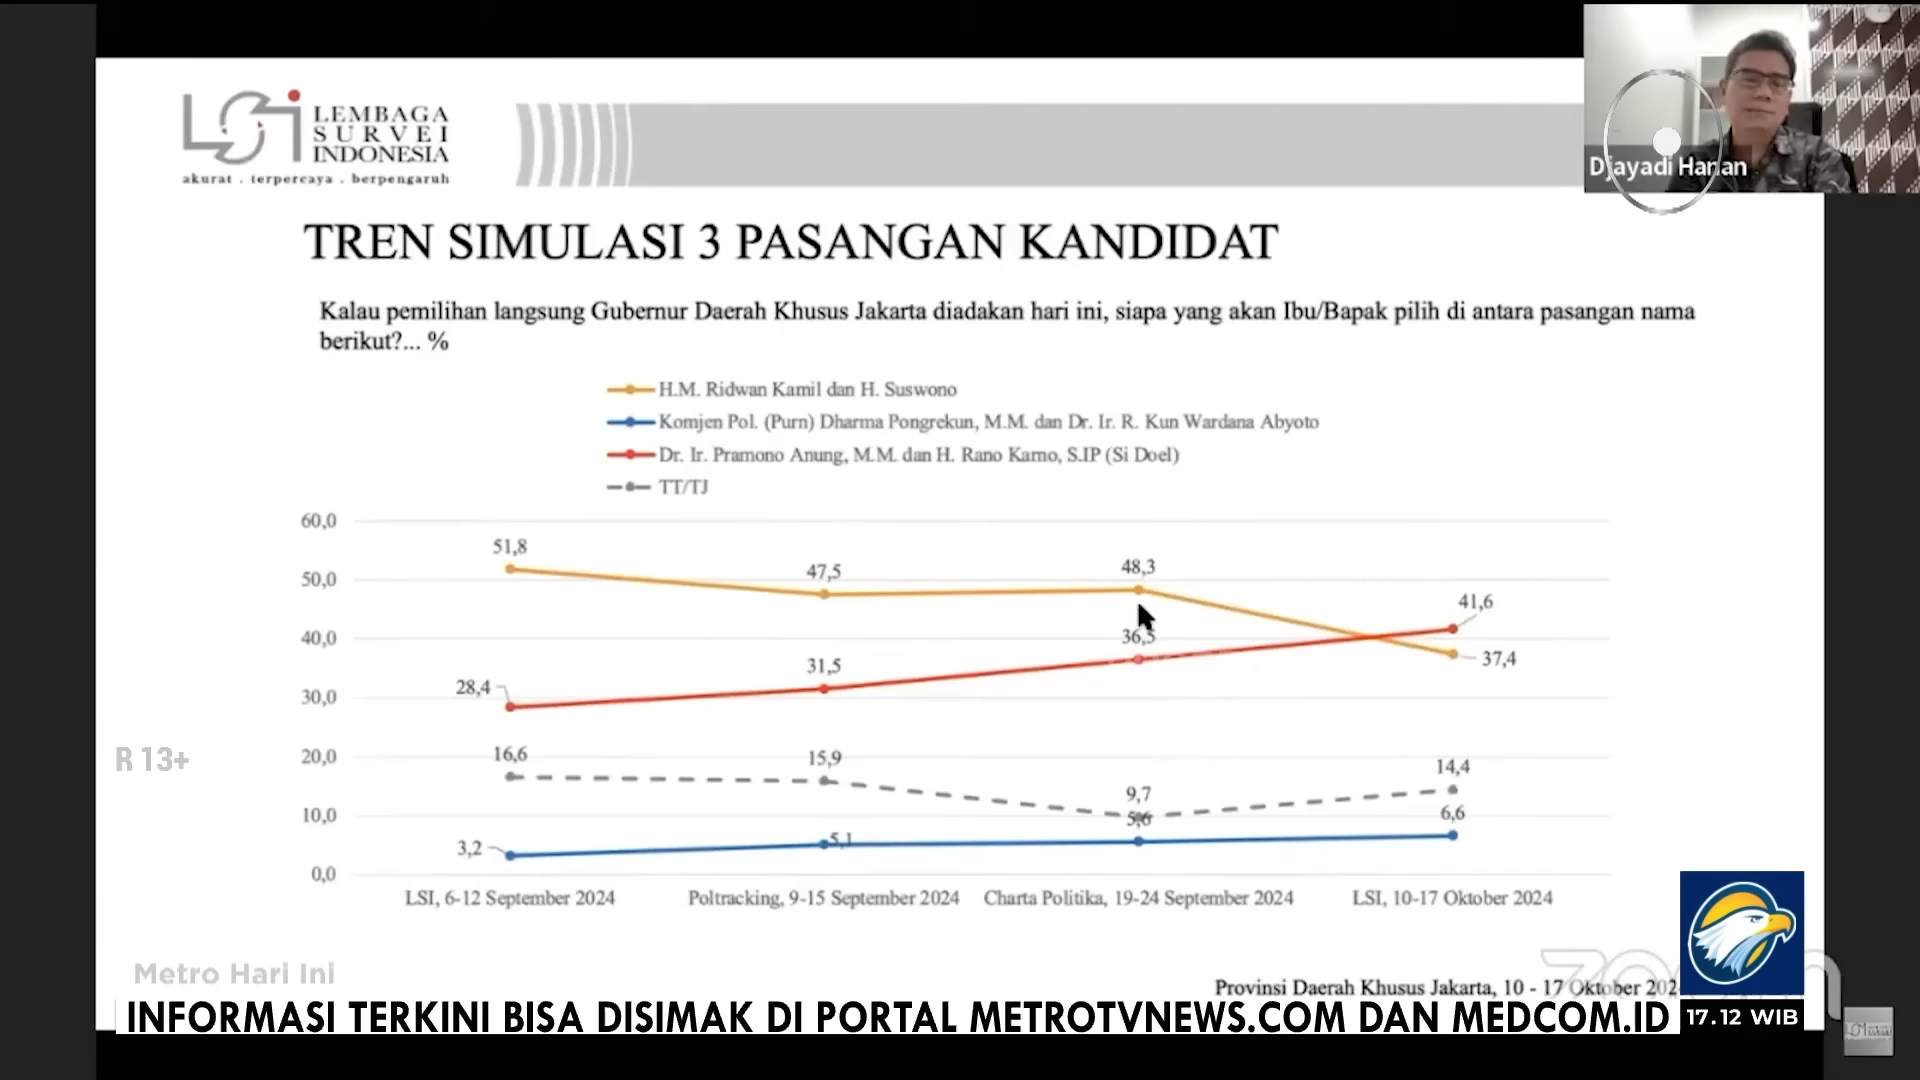 LSi LEMBAGA
SURVEI
INDONESIA
akurat . terpercaya . berpengaruh
Djayadi Hanan
TREN SIMULASI 3 PASANGAN KANDIDAT
Kalau pemilihan langsung Gubernur Daerah Khusus Jakarta diadakan hari ini, siapa yang akan Ibu/Bapak pilih di antara pasangan nama
berikut?... %
H.M. Ridwan Kamil dan H. Suswono
Komjen Pol. (Purn) Dharma Pongrekun, M.M. dan Dr. Ir. R. Kun Wardana Abyoto
Dr. Ir. Pramono Anung, M.M. dan H. Rano Karno, S.IP (Si Doel)
TT/TJ
60,0
50,0
40,0
30,0
20,0
10,0
0,0
51,8
47,5
48,3
37,4
28,4
31,5
36,5
41,6
16,6
15,9
9,7
14,4
3,2
5,1
5,6
6,6
LSI, 6-12 September 2024
Poltracking, 9-15 September 2024
Charta Politika, 19-24 September 2024
LSI, 10-17 Oktober 2024
R 13+
Metro Hari Ini
zoom
Provinsi Daerah Khusus Jakarta, 10 - 17 Oktober 202
INFORMASI TERKINI BISA DISIMAK DI PORTAL METROTVNEWS.COM DAN MEDCOM.ID
17.12 WIB